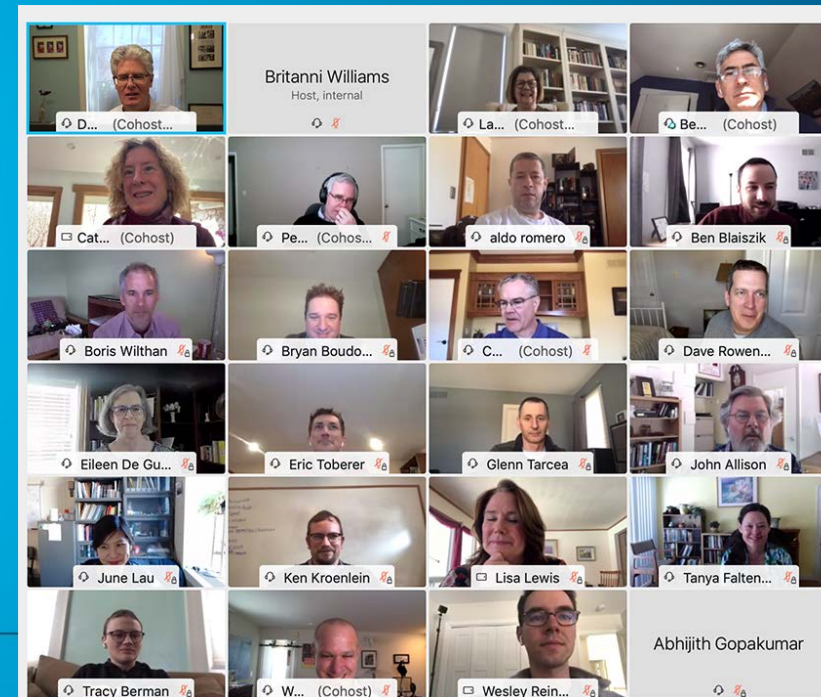 D... (Cohost...
Britanni Williams
Host, internal
La... (Cohost...
Be... (Cohost)
Cat... (Cohost)
Pe... (Cohos...
aldo romero
Ben Blaiszik
Boris Wilthan
Bryan Boudo...
C... (Cohost)
Dave Rowen...
Eileen De Gu...
Eric Toberer
Glenn Tarcea
John Allison
June Lau
Ken Kroenlein
Lisa Lewis
Tanya Falten...
Tracy Berman
W... (Cohost)
Wesley Rein...
Abhijith Gopakumar